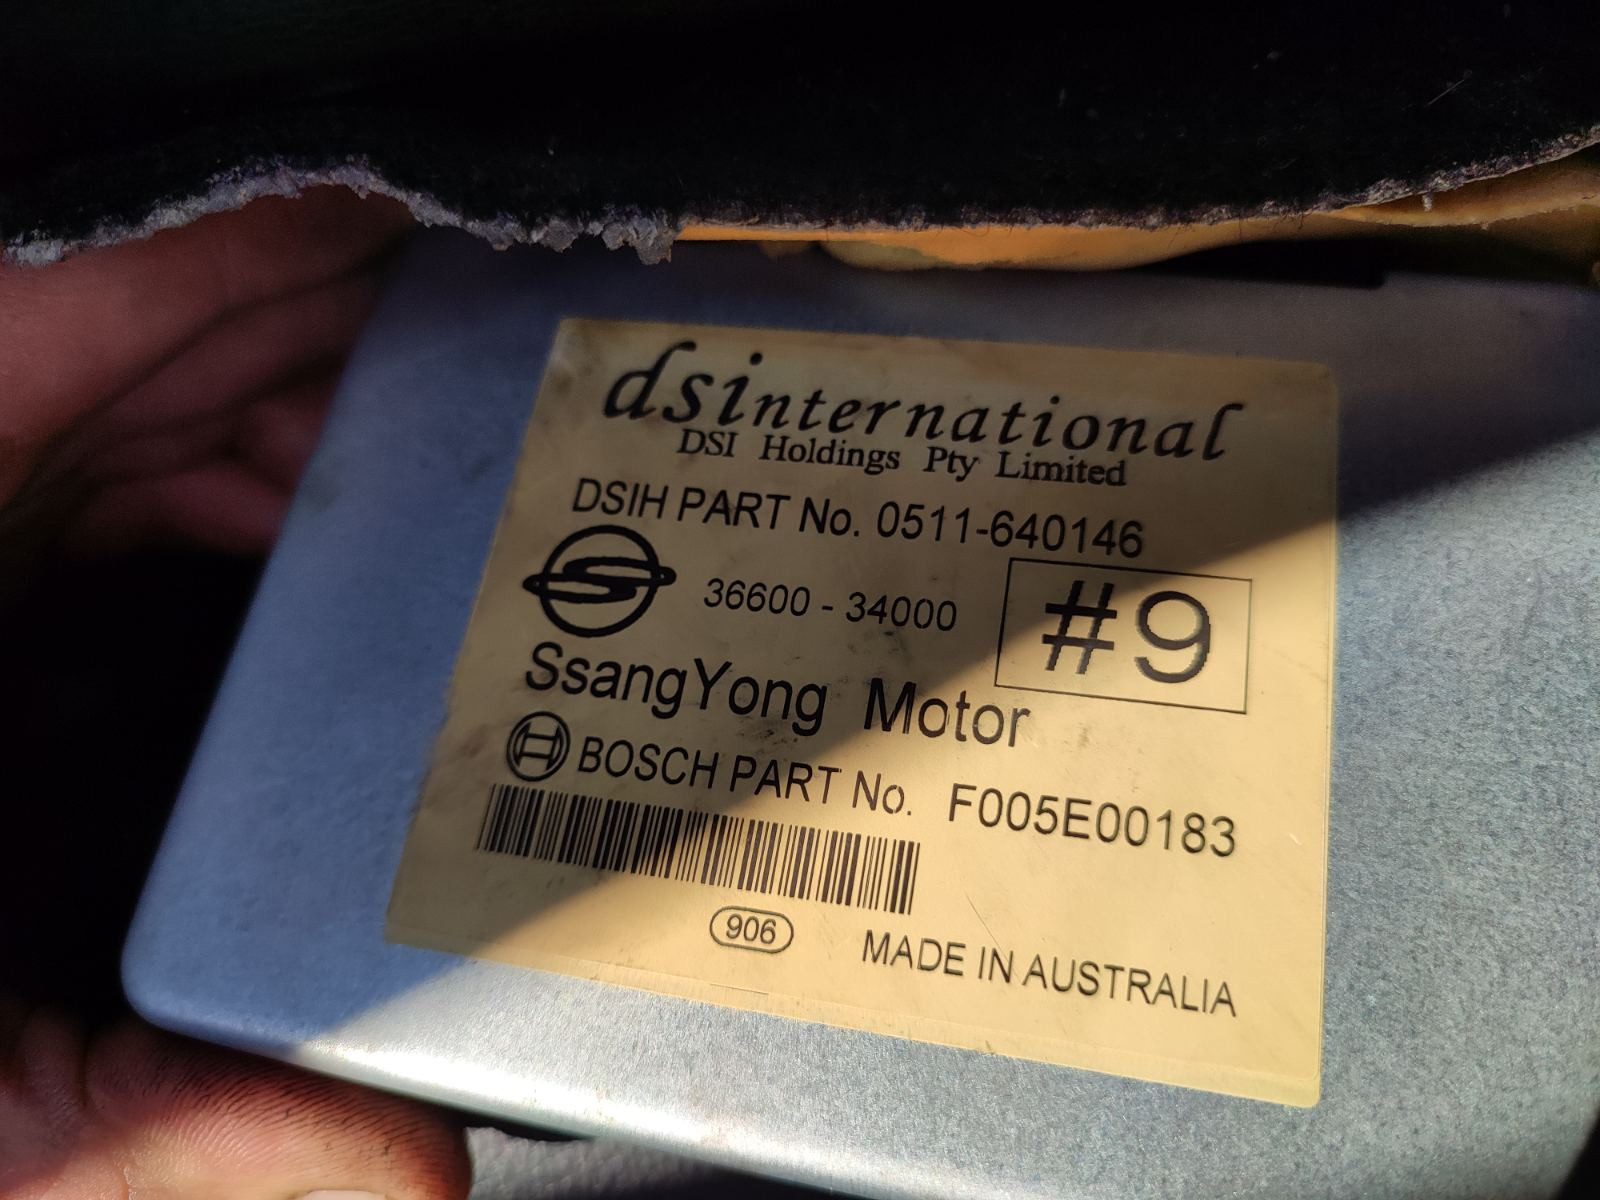 dsinternational
DSI Holdings Pty Limited
DSIH PART No. 0511-640146
36600 - 34000
#9
SsangYong Motor
BOSCH PART No. F005E00183
906
MADE IN AUSTRALIA